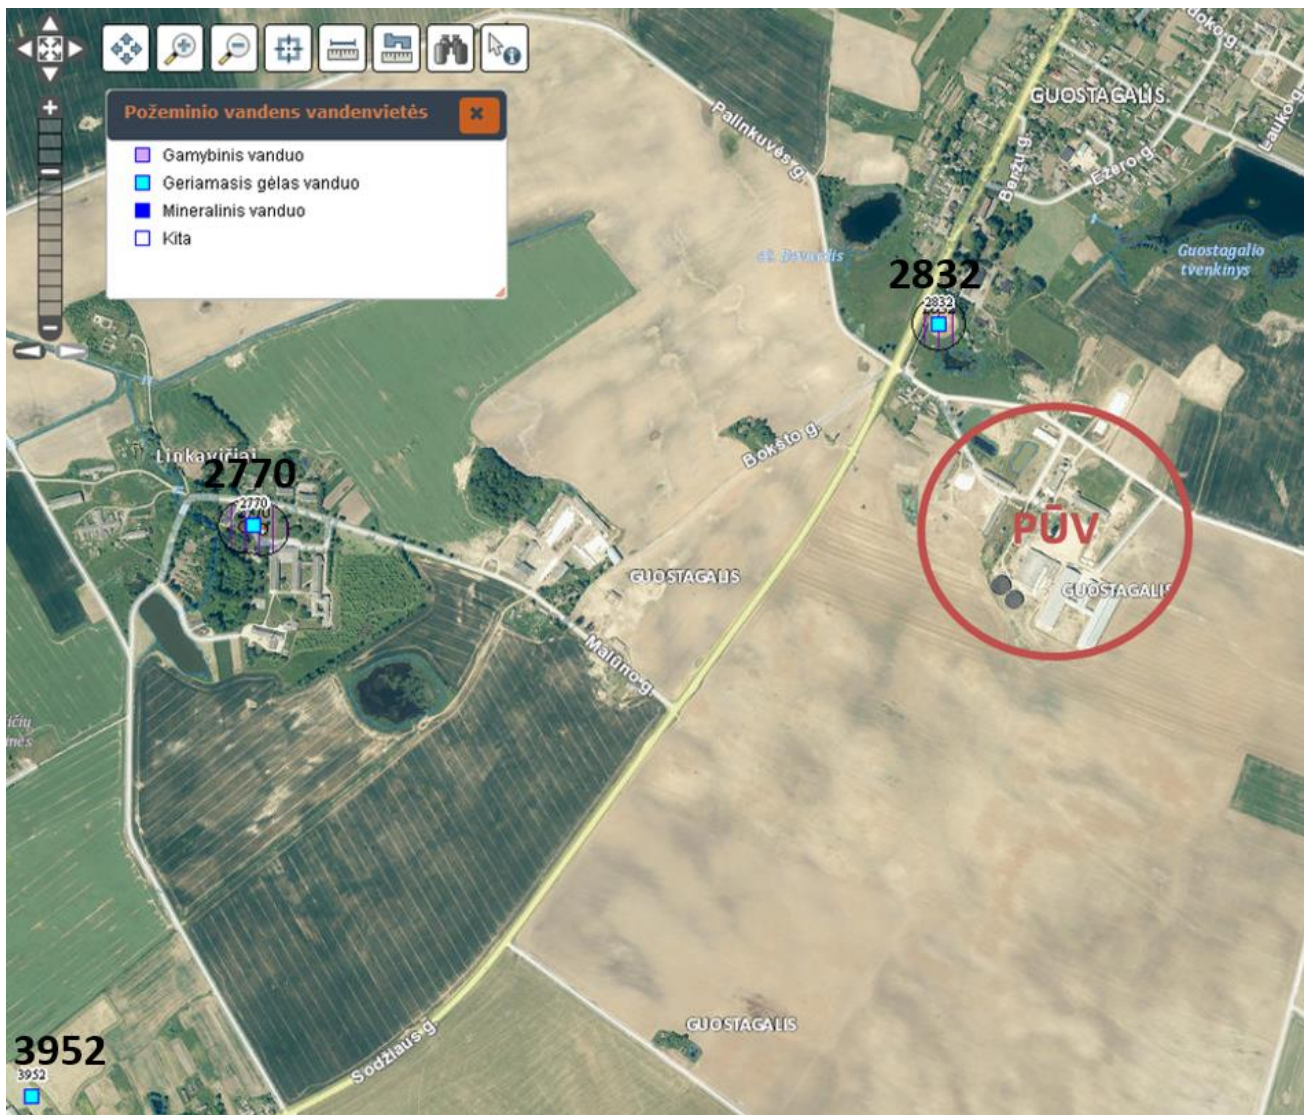 Požeminio vandens vandenvietės
Gamybinis vanduo
Geriamasis gėlas vanduo
Mineralinis vanduo
Kita
GUOSTAGALIS
Lauko g.
Palinkuvės g.
Beržų g.
Ežero g.
Guostagalio
tvenkinys
2832
2832
Bokšto g.
Linkavičiai
2770
2770
PŪV
GUOSTAGALIS
GUOSTAGALIS
Malūno g.
GUOSTAGALIS
Sodžiaus g.
3952
3952